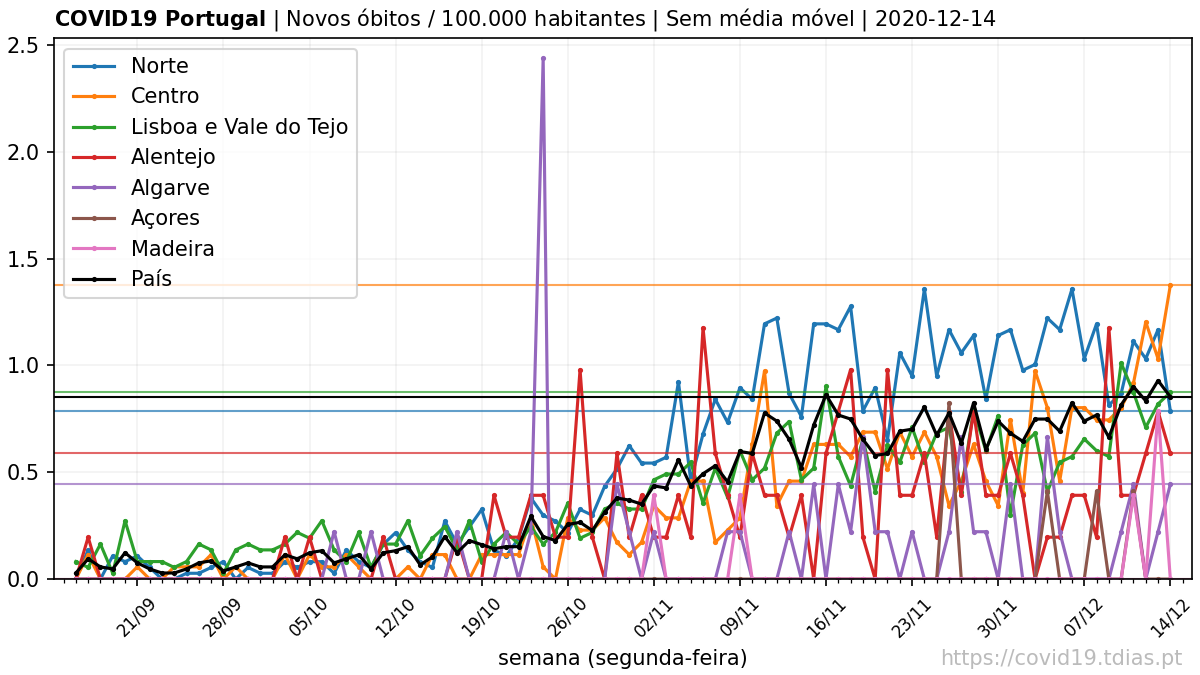 COVID19 Portugal | Novos óbitos / 100.000 habitantes | Sem média móvel | 2020-12-14
2.5
2.0
1.5
1.0
0.5
0.0
Norte
Centro
Lisboa e Vale do Tejo
Alentejo
Algarve
Açores
Madeira
País
21/09
28/09
05/10
12/10
19/10
26/10
02/11
09/11
16/11
23/11
30/11
07/12
14/12
semana (segunda-feira)
https://covid19.tdias.pt